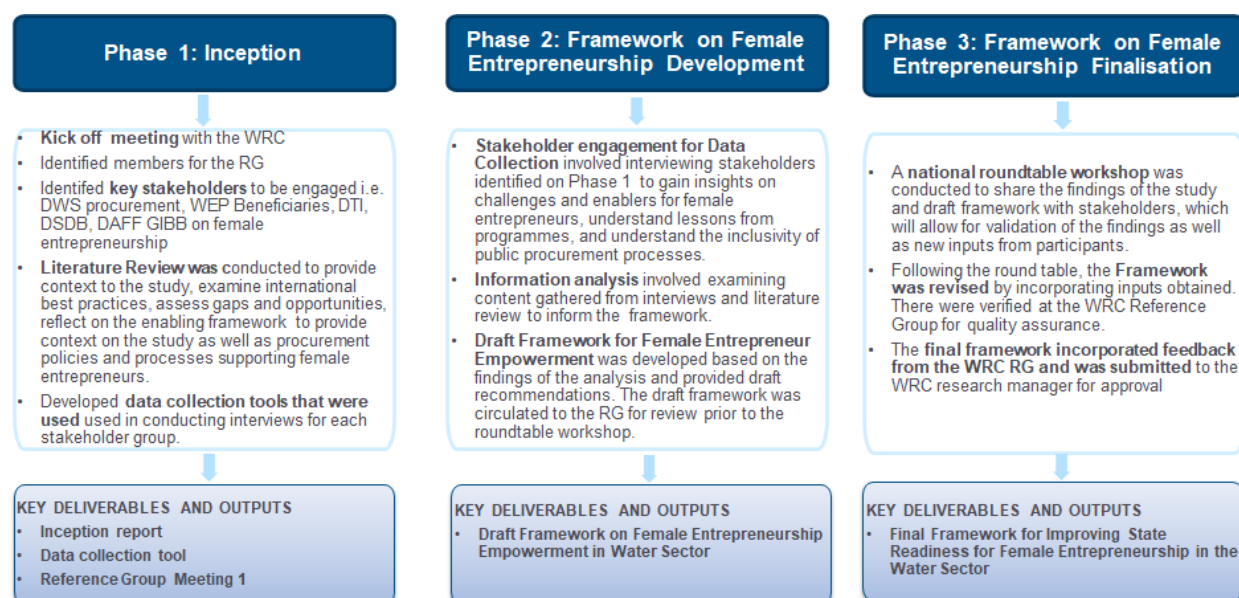 Phase 1: Inception
• Kick off meeting with the WRC
• Identified members for the RG
• Identifed key stakeholders to be engaged i.e.
DWS procurement, WEP Beneficiaries, DTI,
DSDB, DAFF GIBB on female
entrepreneurship
• Literature Review was conducted to provide
context to the study, examine international
best practices, assess gaps and opportunities,
reflect on the enabling framework to provide
context on the study as well as procurement
policies and processes supporting female
entrepreneurs.
• Developed data collection tools that were
used used in conducting interviews for each
stakeholder group.
KEY DELIVERABLES AND OUTPUTS
• Inception report
• Data collection tool
• Reference Group Meeting 1
Phase 2: Framework on Female
Entrepreneurship Development
• Stakeholder engagement for Data
Collection involved interviewing stakeholders
identified on Phase 1 to gain insights on
challenges and enablers for female
entrepreneurs, understand lessons from
programmes, and understand the inclusivity of
public procurement processes.
• Information analysis involved examining
content gathered from interviews and literature
review to inform the framework.
• Draft Framework for Female Entrepreneur
Empowerment was developed based on the
findings of the analysis and provided draft
recommendations. The draft framework was
circulated to the RG for review prior to the
roundtable workshop.
KEY DELIVERABLES AND OUTPUTS
• Draft Framework on Female Entrepreneurship
Empowerment in Water Sector
Phase 3: Framework on Female
Entrepreneurship Finalisation
• A national roundtable workshop was
conducted to share the findings of the study
and draft framework with stakeholders, which
will allow for validation of the findings as well
as new inputs from participants.
• Following the round table, the Framework
was revised by incorporating inputs obtained.
There were verified at the WRC Reference
Group for quality assurance.
• The final framework incorporated feedback
from the WRC RG and was submitted to the
WRC research manager for approval
KEY DELIVERABLES AND OUTPUTS
• Final Framework for Improving State
Readiness for Female Entrepreneurship in the
Water Sector